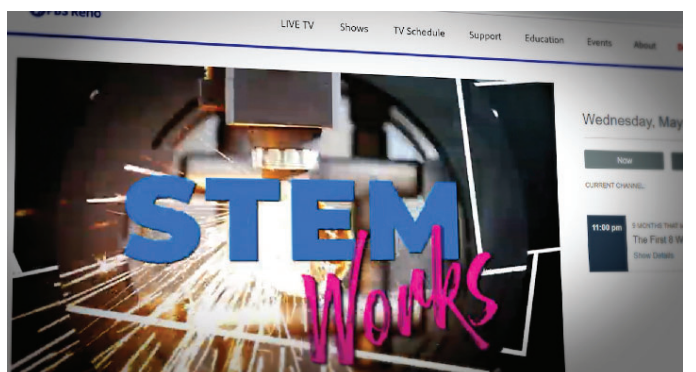 PBS Reno
LIVE TV Shows TV Schedule Support Education Events About
STEM
Works
Wednesday, May
Now
CURRENT CHANNEL:
11:00 pm
The First 8 W
Show Details